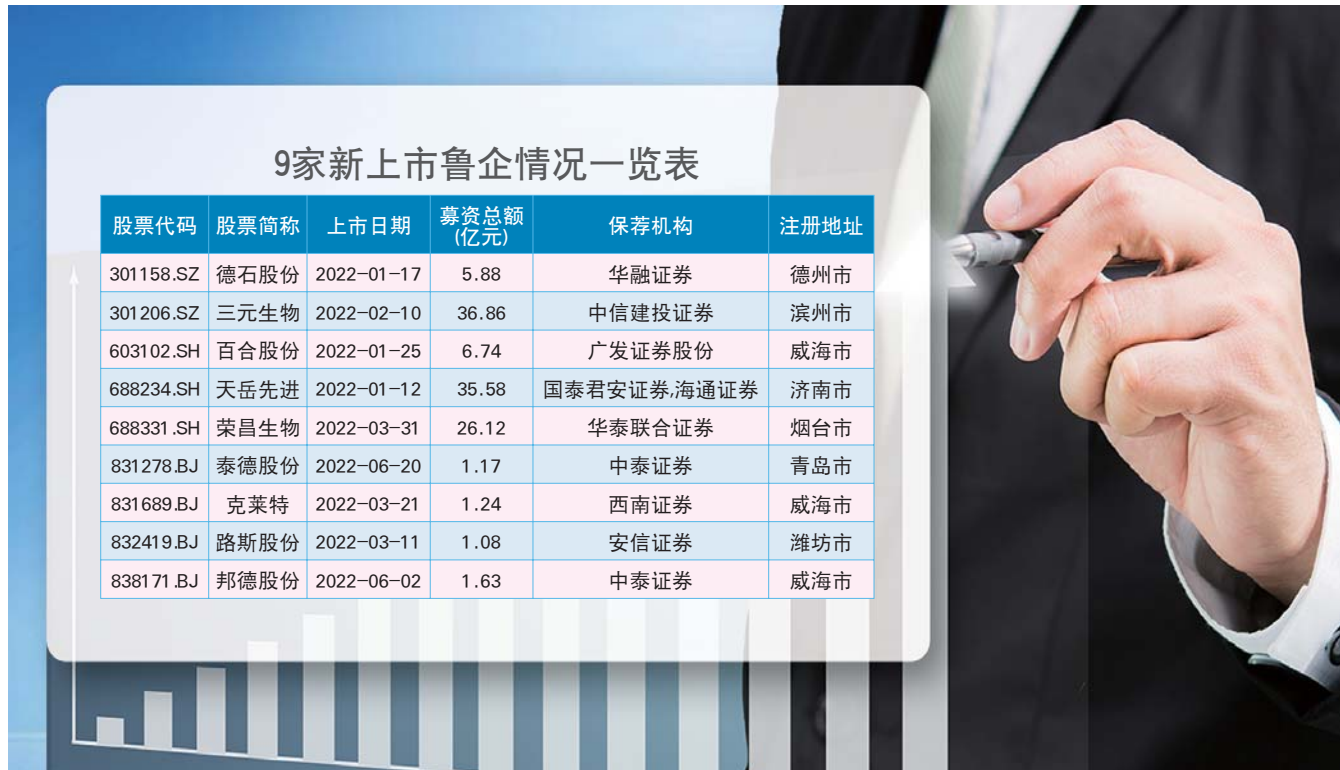 9家新上市鲁企情况一览表
股票代码 股票简称 上市日期 募资总额(亿元) 保荐机构 注册地址
301158.SZ 德石股份 2022-01-17 5.88 华融证券 德州市
301206.SZ 三元生物 2022-02-10 36.86 中信建投证券 滨州市
603102.SH 百合股份 2022-01-25 6.74 广发证券股份 威海市
688234.SH 天岳先进 2022-01-12 35.58 国泰君安证券,海通证券 济南市
688331.SH 荣昌生物 2022-03-31 26.12 华泰联合证券 烟台市
831278.BJ 泰德股份 2022-06-20 1.17 中泰证券 青岛市
831689.BJ 克莱特 2022-03-21 1.24 西南证券 威海市
832419.BJ 路斯股份 2022-03-11 1.08 安信证券 潍坊市
838171.BJ 邦德股份 2022-06-02 1.63 中泰证券 威海市